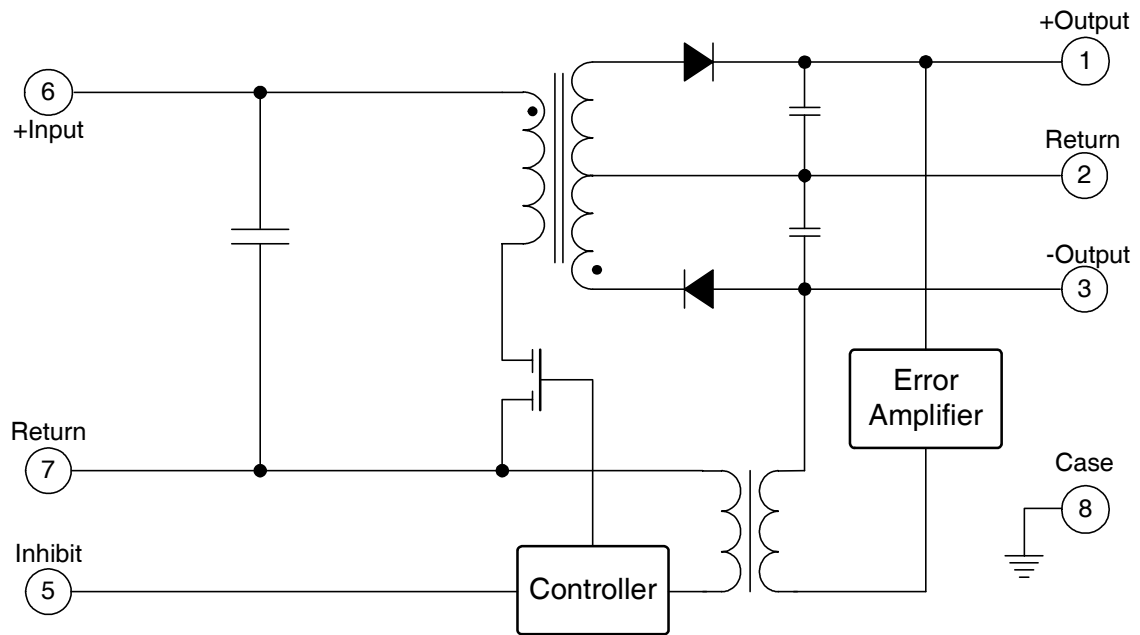 +Output
1
6
+Input
Return
2
-Output
3
Error
Amplifier
Return
7
Case
8
Inhibit
5
Controller